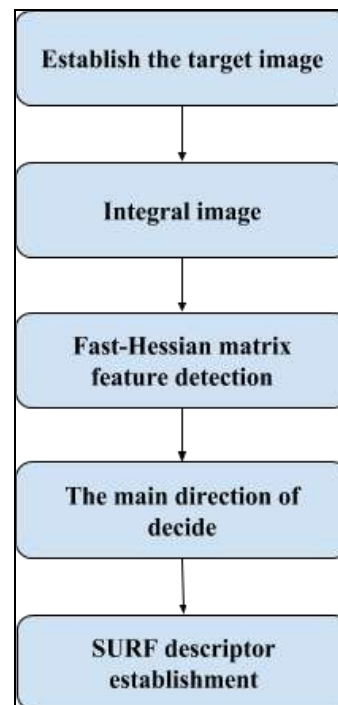 Establish the target image
Integral image
Fast-Hessian matrix
feature detection
The main direction of
decide
SURF descriptor
establishment